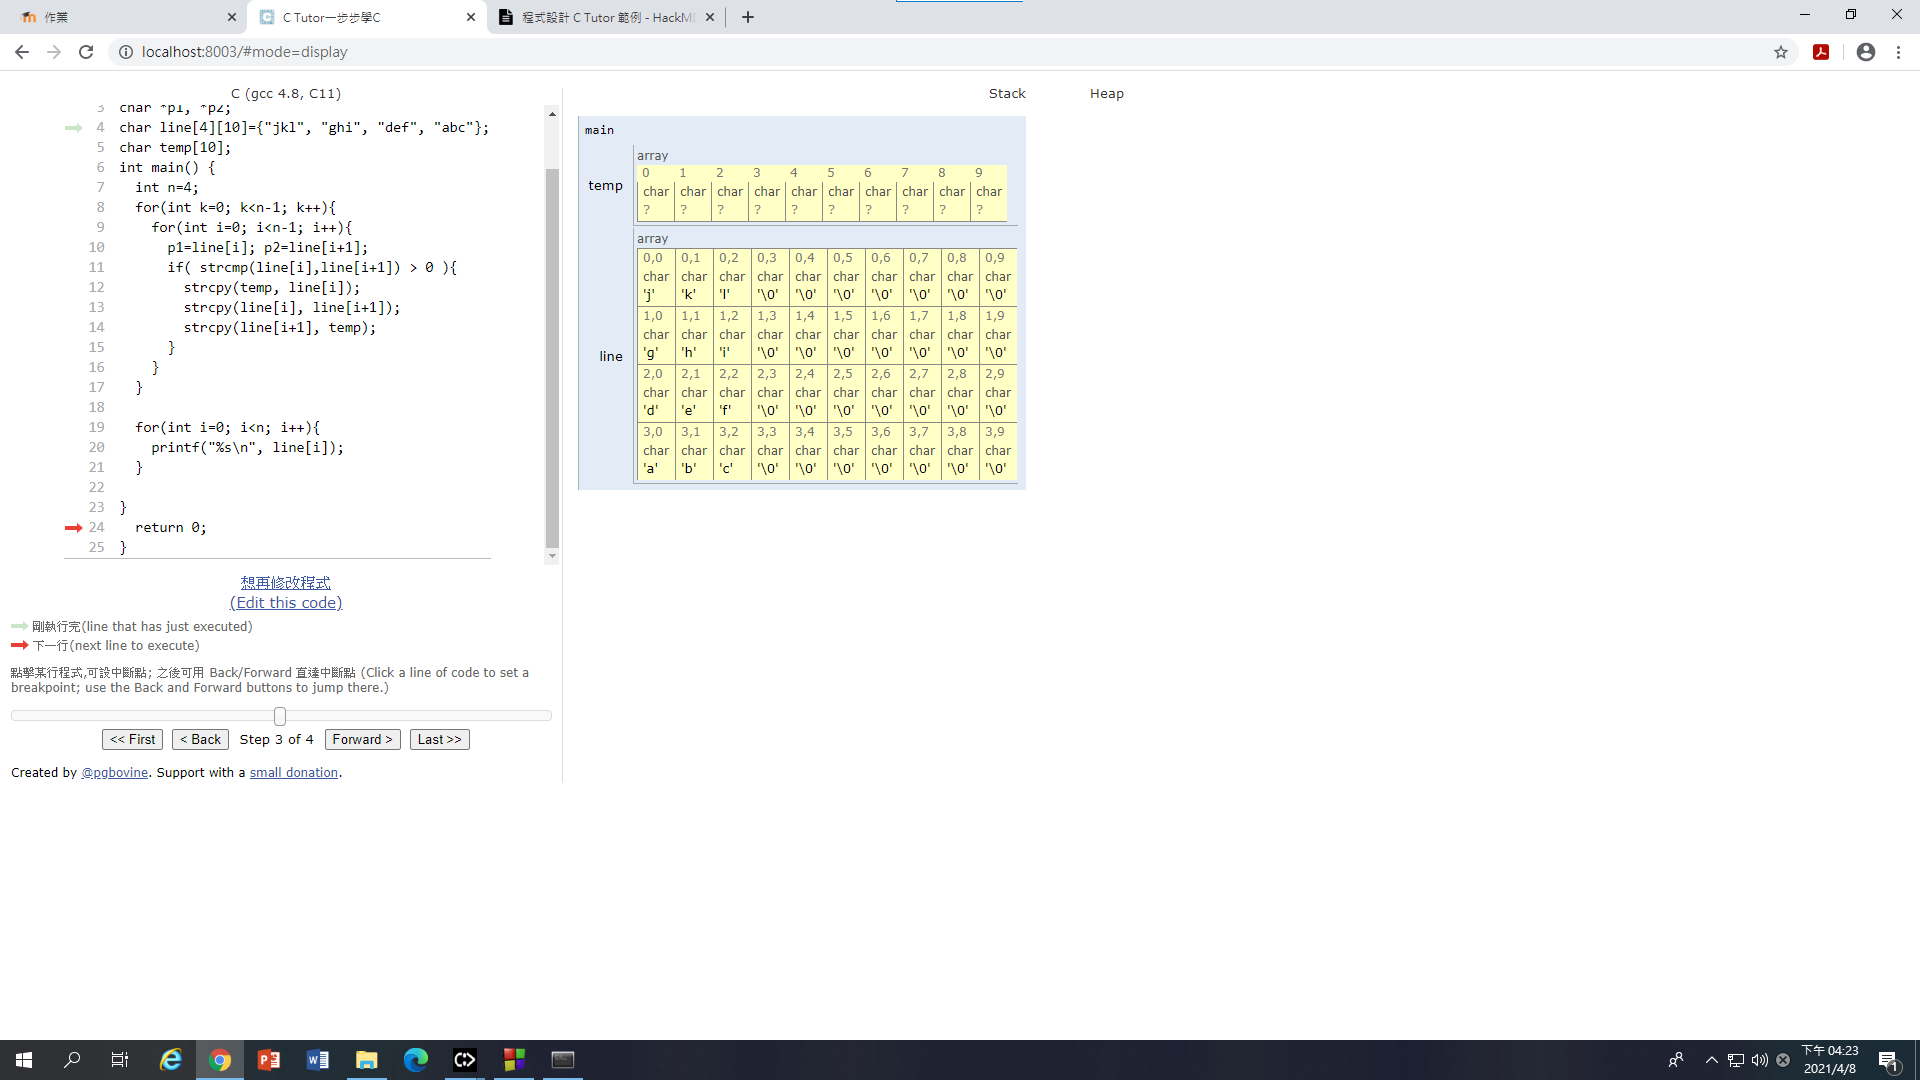 作業
C Tutor一步步學C
程式設計 C Tutor 範例 - HackM
localhost:8003/#mode=display
C (gcc 4.8, C11)
3 char *p1, *p2;
4 char line[4][10]={"jkl", "ghi", "def", "abc"};
5 char temp[10];
6 int main() {
7 int n=4;
8 for(int k=0; k<n-1; k++){
9 for(int i=0; i<n-1; i++){
10 p1=line[i]; p2=line[i+1];
11 if( strcmp(line[i],line[i+1]) > 0 ){
12 strcpy(temp, line[i]);
13 strcpy(line[i], line[i+1]);
14 strcpy(line[i+1], temp);
15 }
16 }
17 }
18
19 for(int i=0; i<n; i++){
20 printf("%s\n", line[i]);
21 }
22
23 }
24 return 0;
25 }
想再修改程式
(Edit this code)
剛執行完(line that has just executed)
下一行(next line to execute)
點擊某行程式,可設中斷點; 之後可用 Back/Forward 直達中斷點 (Click a line of code to set a
breakpoint; use the Back and Forward buttons to jump there.)
<< First < Back Step 3 of 4 Forward > Last >>
Created by @pgbovine. Support with a small donation.
Stack Heap
main
array
0 1 2 3 4 5 6 7 8 9
temp
char char char char char char char char char char
? ? ? ? ? ? ? ? ? ?
array
0,0 0,1 0,2 0,3 0,4 0,5 0,6 0,7 0,8 0,9
char char char char char char char char char char
'j' 'k' 'l' '\0' '\0' '\0' '\0' '\0' '\0' '\0'
1,0 1,1 1,2 1,3 1,4 1,5 1,6 1,7 1,8 1,9
char char char char char char char char char char
'g' 'h' 'i' '\0' '\0' '\0' '\0' '\0' '\0' '\0'
line
2,0 2,1 2,2 2,3 2,4 2,5 2,6 2,7 2,8 2,9
char char char char char char char char char char
'd' 'e' 'f' '\0' '\0' '\0' '\0' '\0' '\0' '\0'
3,0 3,1 3,2 3,3 3,4 3,5 3,6 3,7 3,8 3,9
char char char char char char char char char char
'a' 'b' 'c' '\0' '\0' '\0' '\0' '\0' '\0' '\0'
下午 04:23
2021/4/8
1